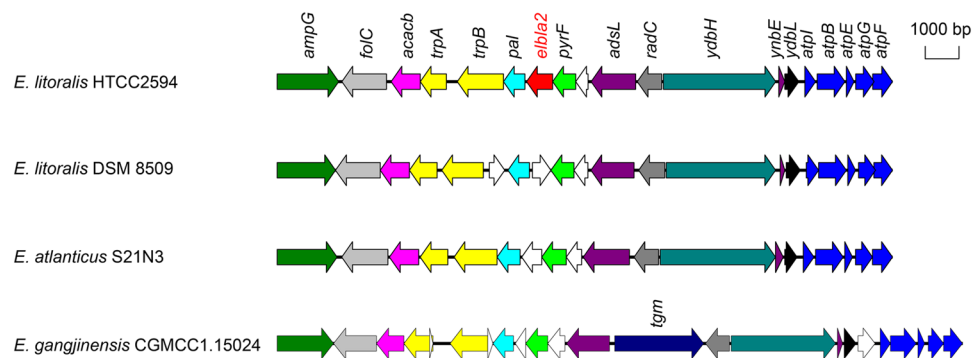 ampG folC acacb trpA trpB pal elbla2 pyrF adsL radC ydbH ynbE ydbL atpI atpB atpE atpG atpF 1000 bp
E. litoralis HTCC2594
E. litoralis DSM 8509
E. atlanticus S21N3
tgm
E. gangjinensis CGMCC1.15024